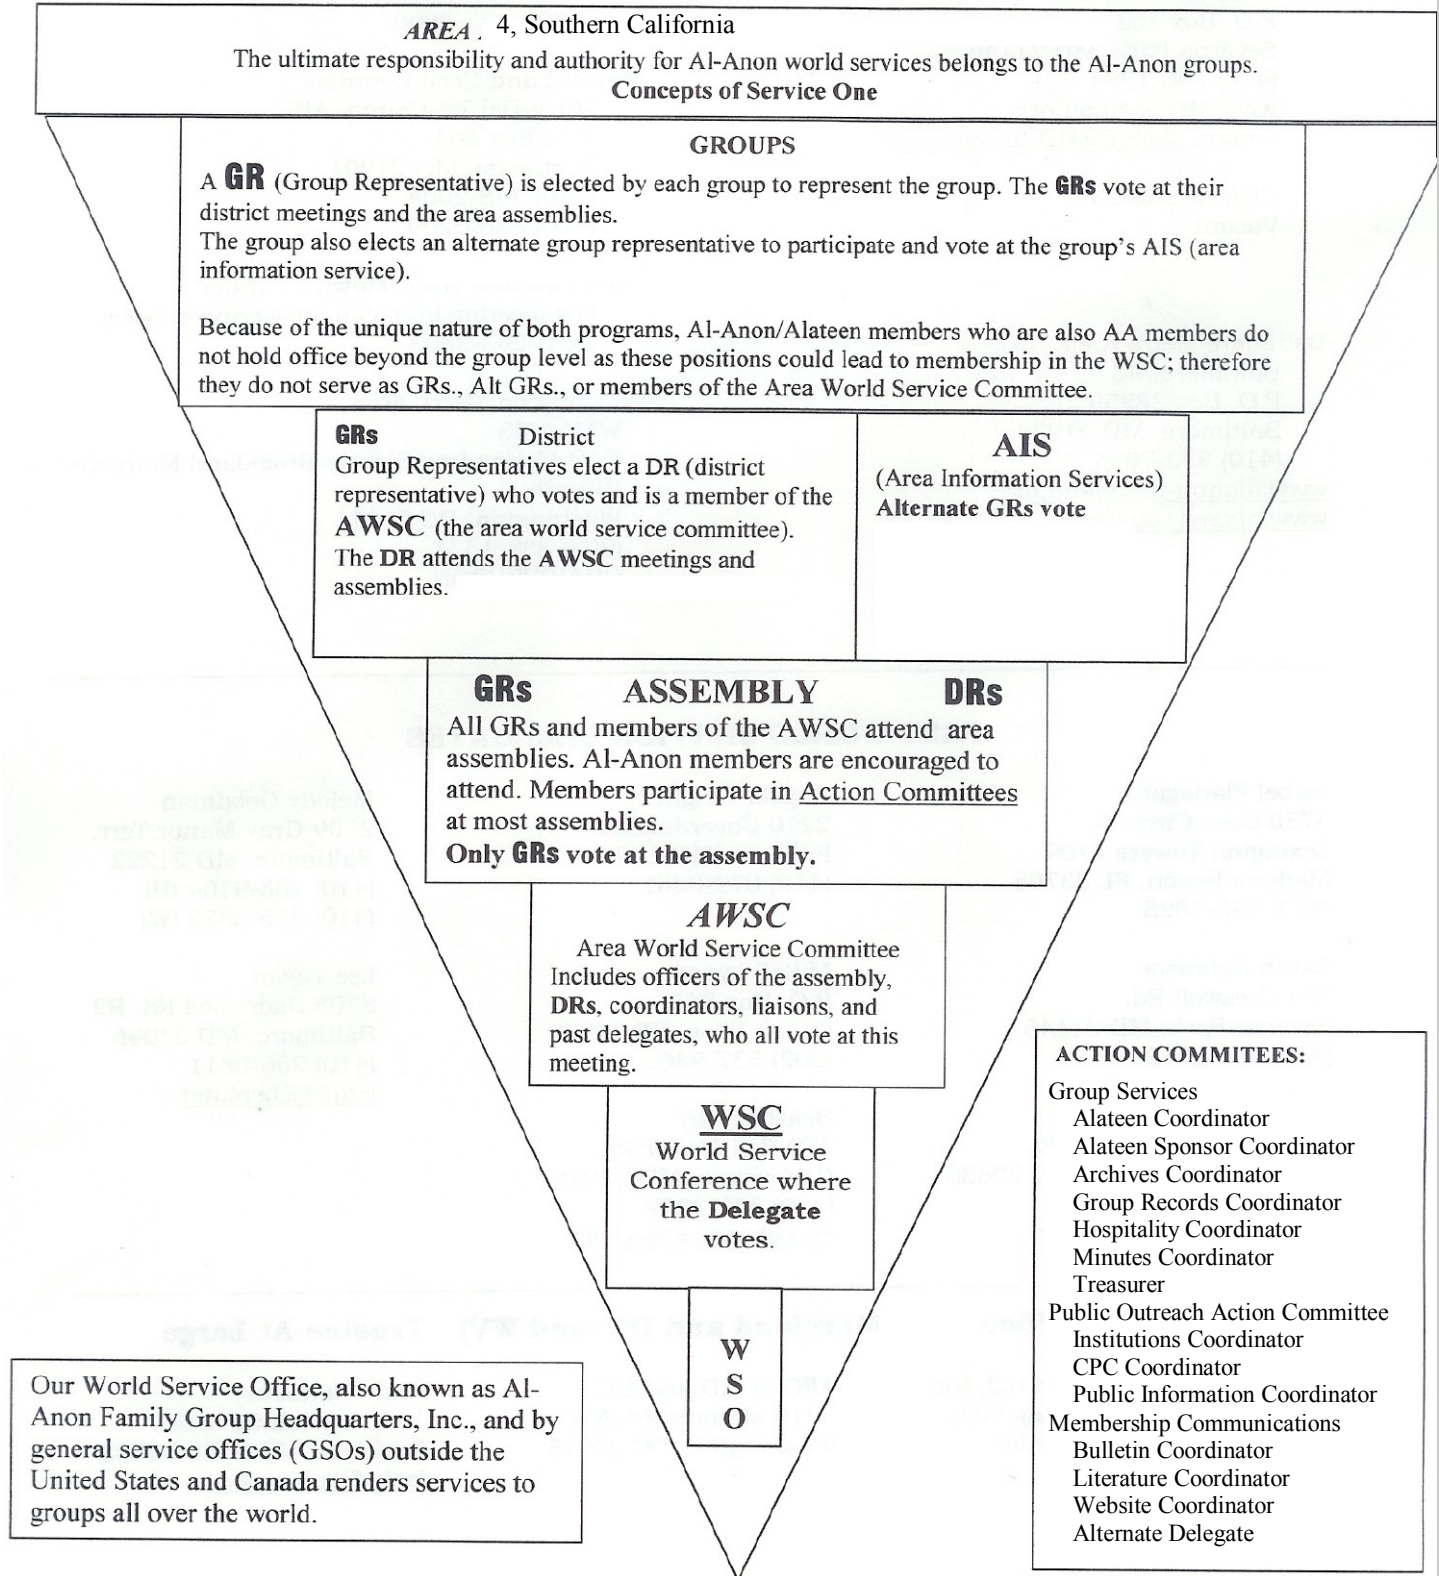 AREA. 4, Southern California
The ultimate responsibility and authority for Al-Anon world services belongs to the Al-Anon groups.
Concepts of Service One
GROUPS
A GR (Group Representative) is elected by each group to represent the group. The GRs vote at their
district meetings and the area assemblies.
The group also elects an alternate group representative to participate and vote at the group's AIS (area
information service).
Because of the unique nature of both programs, Al-Anon/Alateen members who are also AA members do
not hold office beyond the group level as these positions could lead to membership in the WSC; therefore
they do not serve as GRs., Alt GRs., or members of the Area World Service Committee.
GRs District
Group Representatives elect a DR (district
representative) who votes and is a member of the
AWSC (the area world service committee).
The DR attends the AWSC meetings and
assemblies.
AIS
(Area Information Services)
Alternate GRs vote
GRs ASSEMBLY DRs
All GRs and members of the AWSC attend area
assemblies. Al-Anon members are encouraged to
attend. Members participate in Action Committees
at most assemblies.
Only GRs vote at the assembly.
AWSC
Area World Service Committee
Includes officers of the assembly,
DRs, coordinators, liaisons, and
past delegates, who all vote at this
meeting.
WSC
World Service
Conference where
the Delegate
votes.
W
S
O
Our World Service Office, also known as Al-
Anon Family Group Headquarters, Inc., and by
general service offices (GSOs) outside the
United States and Canada renders services to
groups all over the world.
ACTION COMMITEES:
Group Services
Alateen Coordinator
Alateen Sponsor Coordinator
Archives Coordinator
Group Records Coordinator
Hospitality Coordinator
Minutes Coordinator
Treasurer
Public Outreach Action Committee
Institutions Coordinator
CPC Coordinator
Public Information Coordinator
Membership Communications
Bulletin Coordinator
Literature Coordinator
Website Coordinator
Alternate Delegate